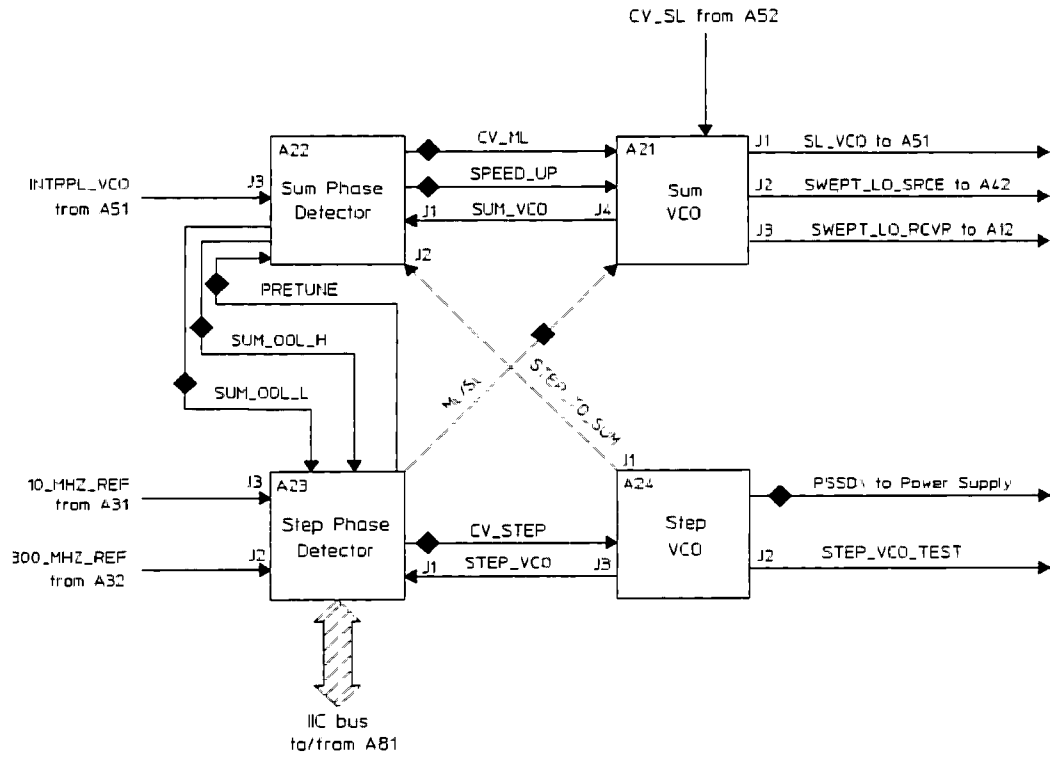 CV_SL from A52
A22
Sum Phase
Detector
J3
J1
J2
INTRPL_VCO
from A51
CV_ML
SPEED_UP
SUM_VCO
J4
A21
Sum
VCO
J1
SL_VCO to A51
J2
SWEPT_LO_SRCE to A42
J3
SWEPT_LO_RCVR to A12
PRETUNE
SUM_OOL_H
SUM_OOL_L
ML/SL
STEP_TO_SUM
J1
10_MHZ_REF
from A31
J3
A23
Step Phase
Detector
300_MHZ_REF
from A32
J2
J1
CV_STEP
STEP_VCO
J3
A24
Step
VCO
to Power Supply
J2
STEP_VCO_TEST
IIC bus
to/from A81